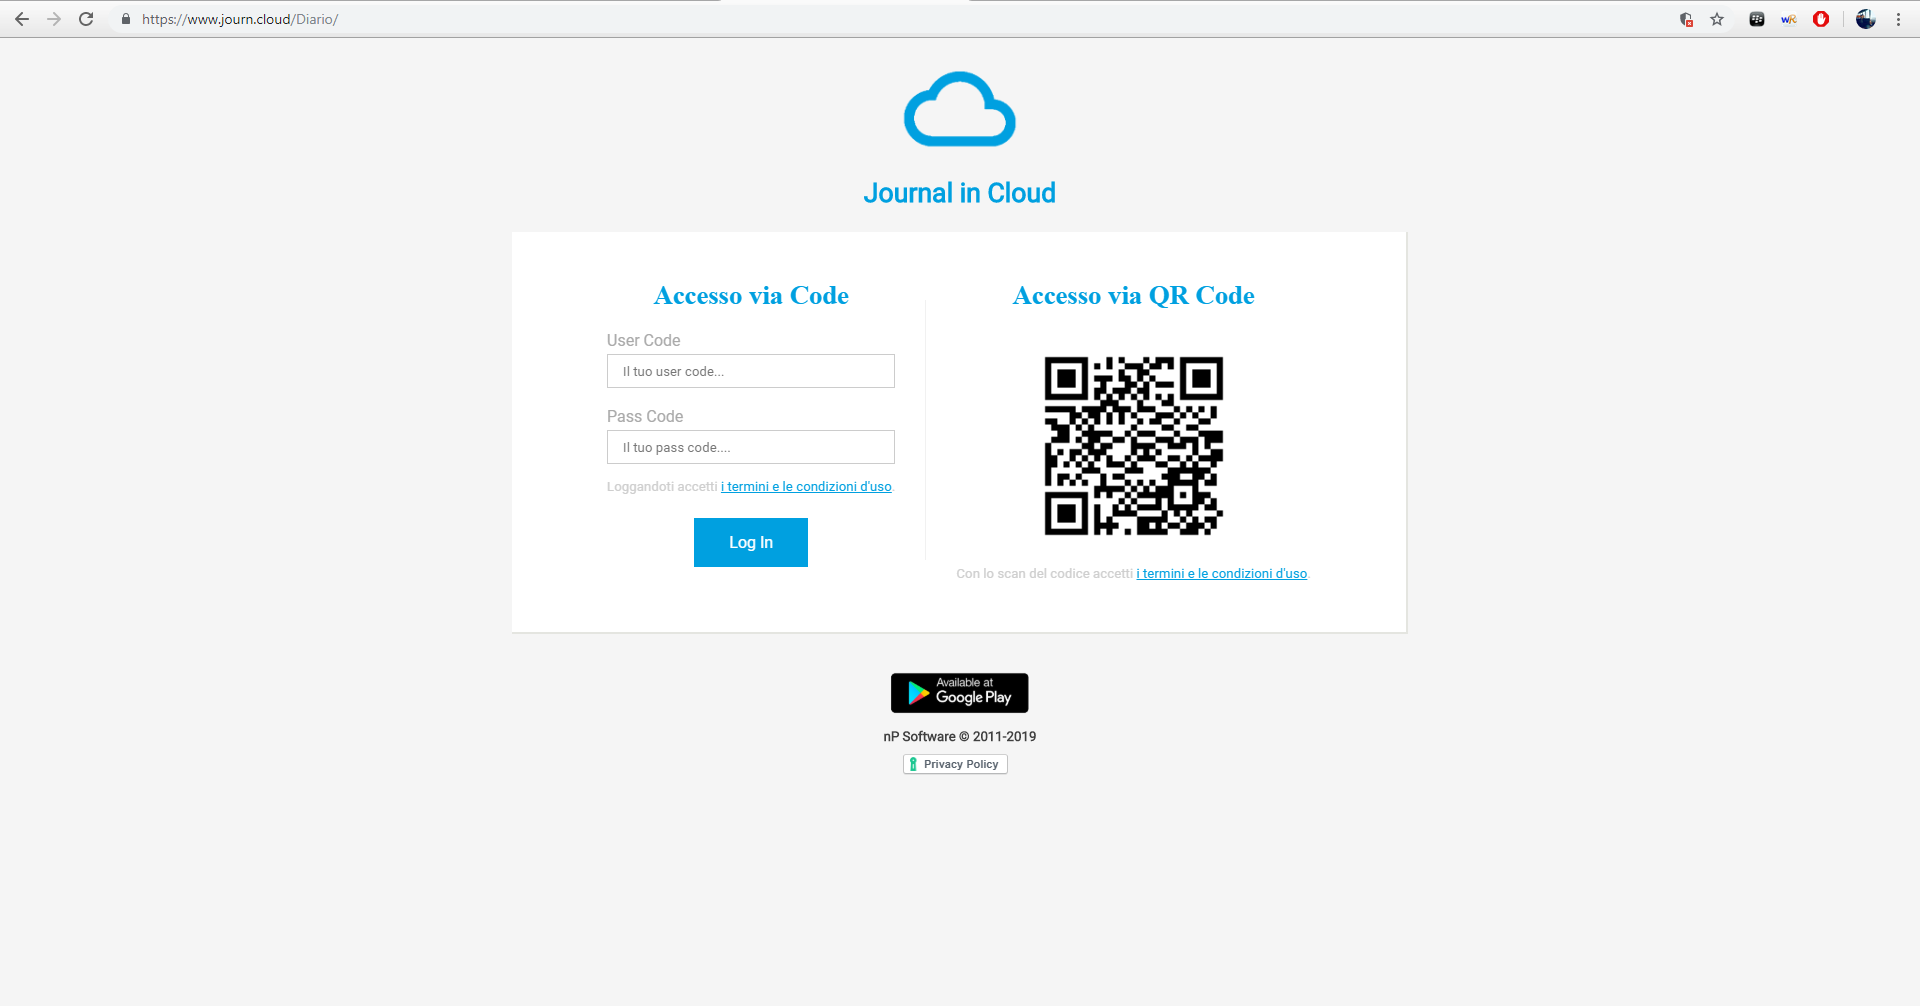 https://www.journ.cloud/Diario/
wR
Journal in Cloud
Accesso via Code
User Code
Il tuo user code...
Pass Code
Il tuo pass code....
Loggandoti accetti i termini e le condizioni d'uso.
Log In
Accesso via QR Code
Con lo scan del codice accetti i termini e le condizioni d'uso.
Available at
Google Play
nP Software © 2011-2019
Privacy Policy